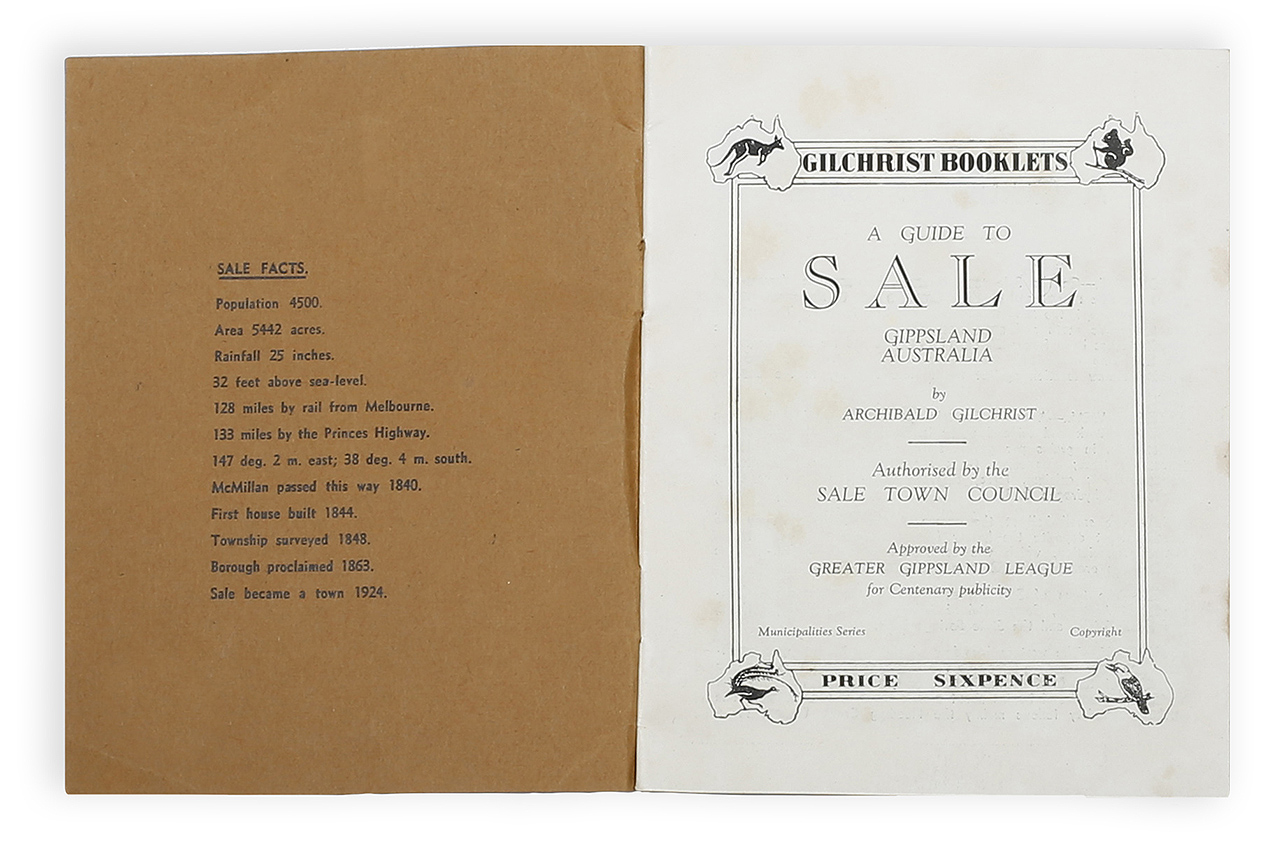 SALE FACTS.
Population 4500.
Area 5442 acres.
Rainfall 25 inches.
32 feet above sea-level.
128 miles by rail from Melbourne.
133 miles by the Princes Highway.
147 deg. 2 m. east; 38 deg. 4 m. south.
McMillan passed this way 1840.
First house built 1844.
Township surveyed 1848.
Borough proclaimed 1863.
Sale became a town 1924.
GILCHRIST BOOKLETS
A GUIDE TO
SALE
GIPPSLAND
AUSTRALIA
by
ARCHIBALD GILCHRIST
Authorised by the
SALE TOWN COUNCIL
Approved by the
GREATER GIPPSLAND LEAGUE
for Centenary publicity
Municipalities Series Copyright
PRICE SIXPENCE